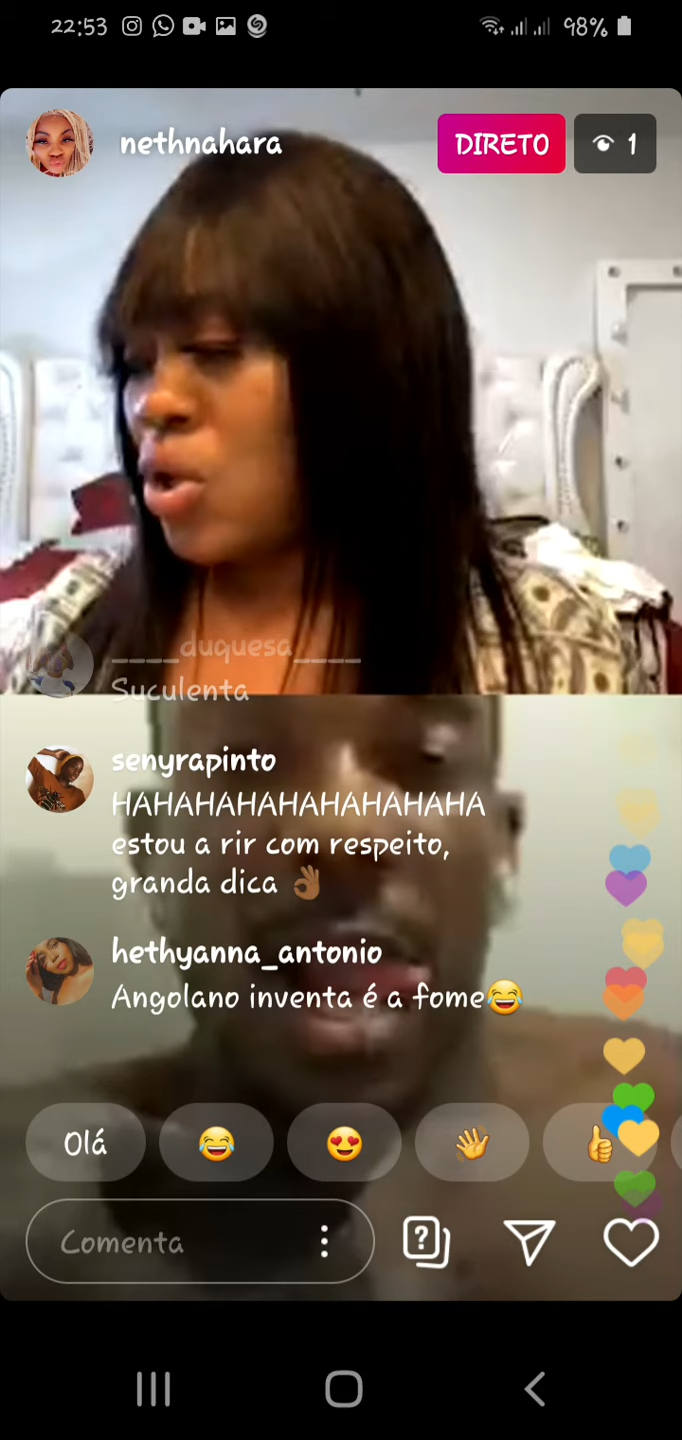 22:53
98%
nethnahara
DIRETO
1
____duquesa____
Suculenta
senyrapinto
HAHAHAHAHAHAHAHAHA
estou a rir com respeito,
granda dica 👌🏾
hethyanna_antonio
Angolano inventa é a fome😂
Olá 😂 😍 👋 👍
Comenta